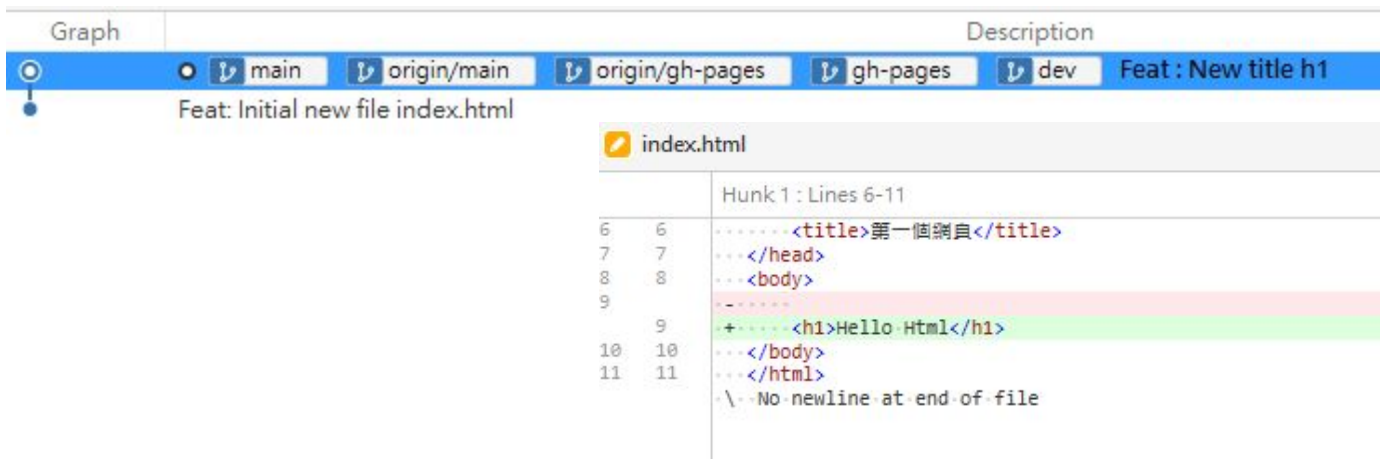 Graph Description
main origin/main origin/gh-pages gh-pages dev Feat : New title h1
Feat: Initial new file index.html
index.html
Hunk 1 : Lines 6-11
6 6 <title>第一個網頁</title>
7 7 </head>
8 8 <body>
9 -
9 + <h1>Hello Html</h1>
10 10 </body>
11 11 </html>
\ No newline at end of file